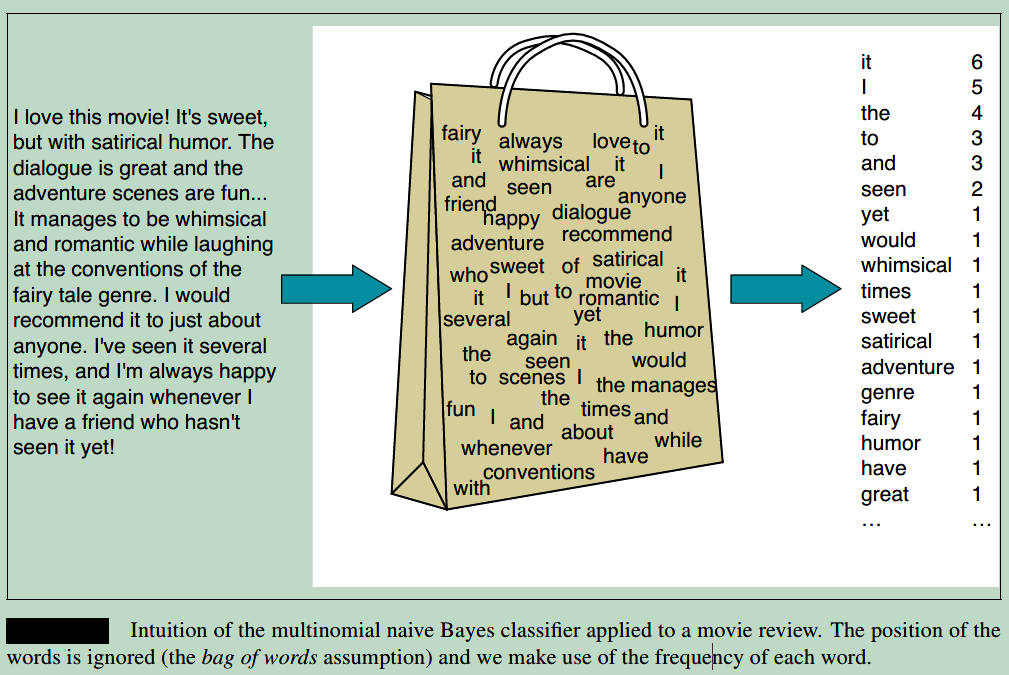 I love this movie! It's sweet,
but with satirical humor. The
dialogue is great and the
adventure scenes are fun...
It manages to be whimsical
and romantic while laughing
at the conventions of the
fairy tale genre. I would
recommend it to just about
anyone. I've seen it several
times, and I'm always happy
to see it again whenever I
have a friend who hasn't
seen it yet!
fairy always love to it
it whimsical it I
and seen are anyone
friend happy dialogue
adventure recommend
who sweet of satirical
it I but to movie it
romantic I
several yet
again it the humor
the seen would
to scenes I the manages
the
fun I and times and
about
whenever have while
conventions
with
it 6
I 5
the 4
to 3
and 3
seen 2
yet 1
would 1
whimsical 1
times 1
sweet 1
satirical 1
adventure 1
genre 1
fairy 1
humor 1
have 1
great 1
… …
Intuition of the multinomial naive Bayes classifier applied to a movie review. The position of the
words is ignored (the bag of words assumption) and we make use of the frequency of each word.